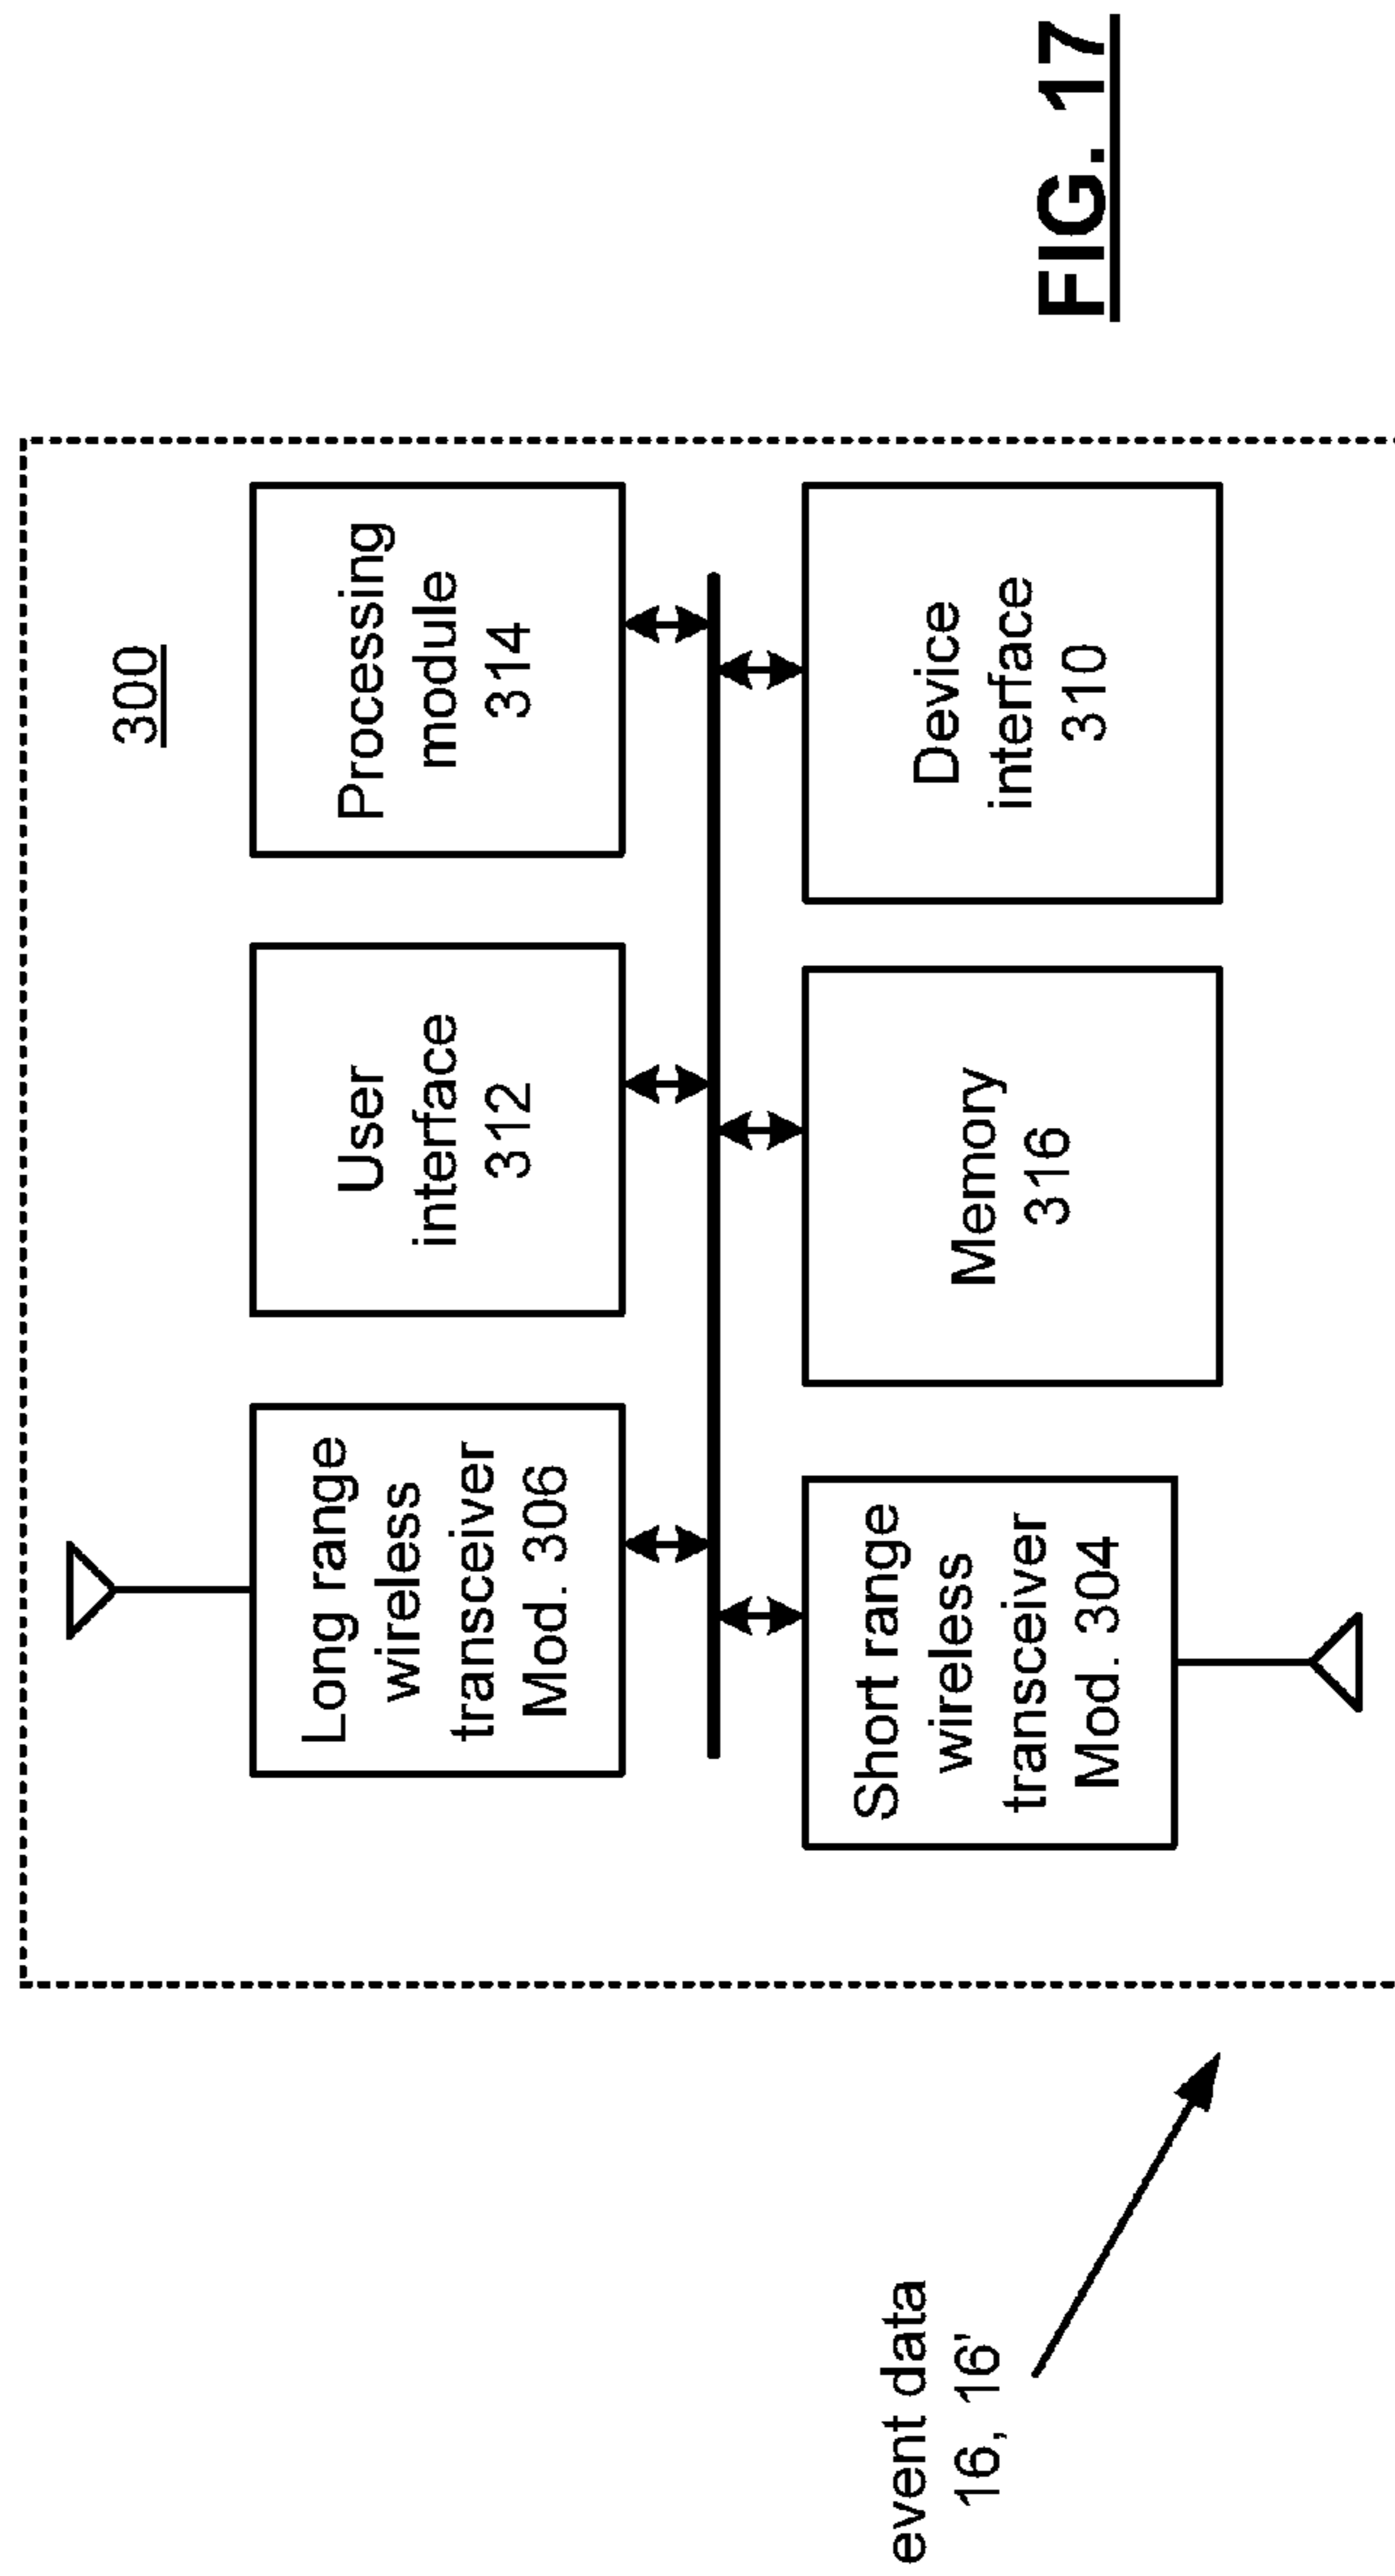 300
Long range
wireless
transceiver
Mod. 306
User
interface
312
Processing
module
314
Short range
wireless
transceiver
Mod. 304
Memory
316
Device
interface
310
event data
16, 16'
FIG. 17